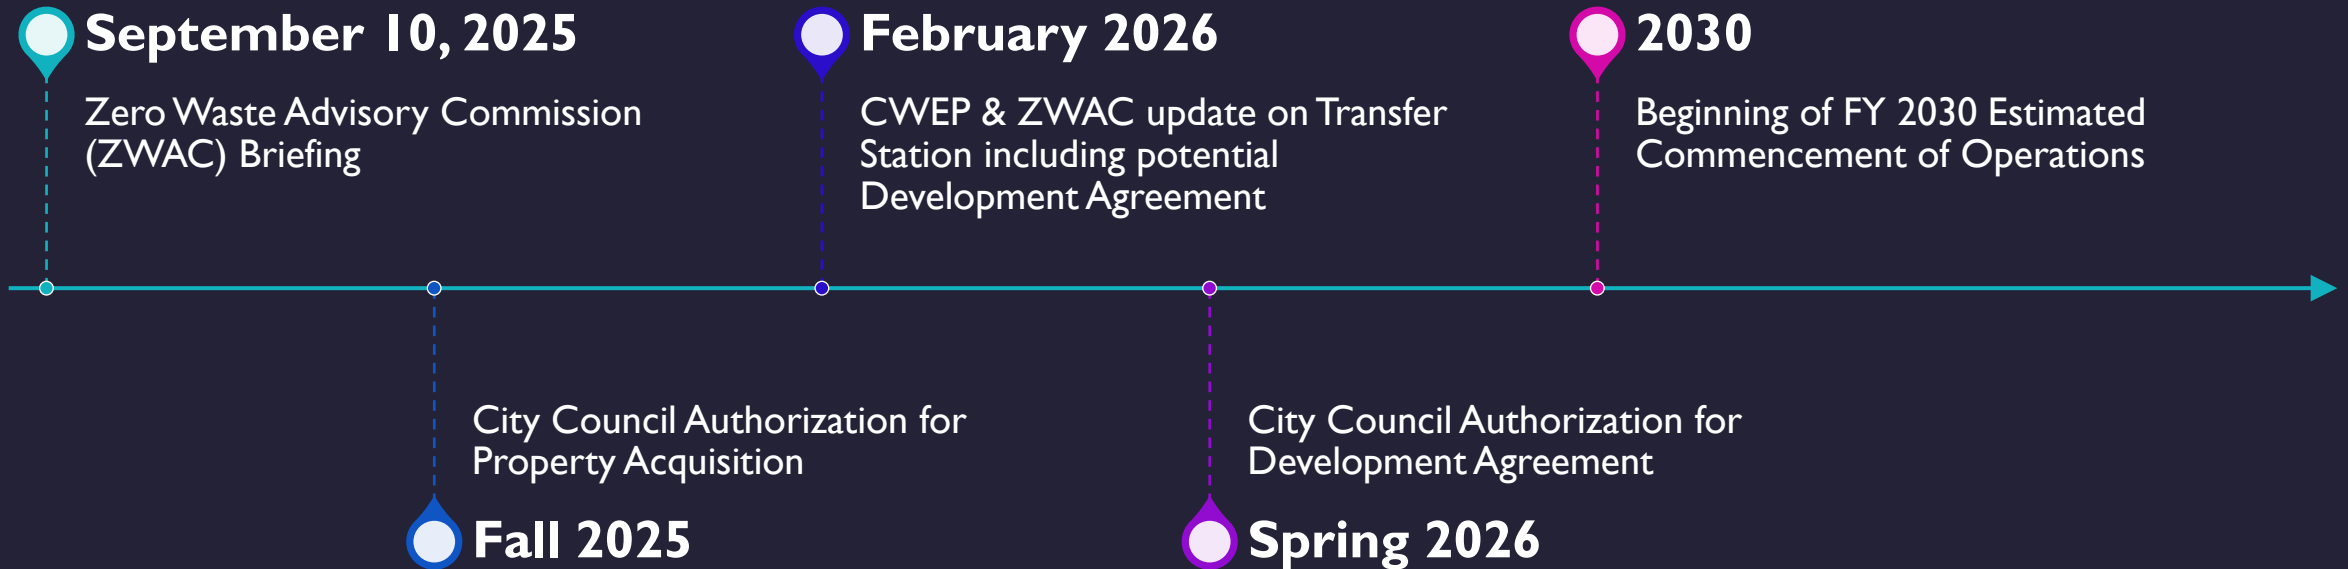 September 10, 2025
Zero Waste Advisory Commission
(ZWAC) Briefing
City Council Authorization for
Property Acquisition
Fall 2025
February 2026
CWEP & ZWAC update on Transfer
Station including potential
Development Agreement
City Council Authorization for
Development Agreement
Spring 2026
2030
Beginning of FY 2030 Estimated
Commencement of Operations